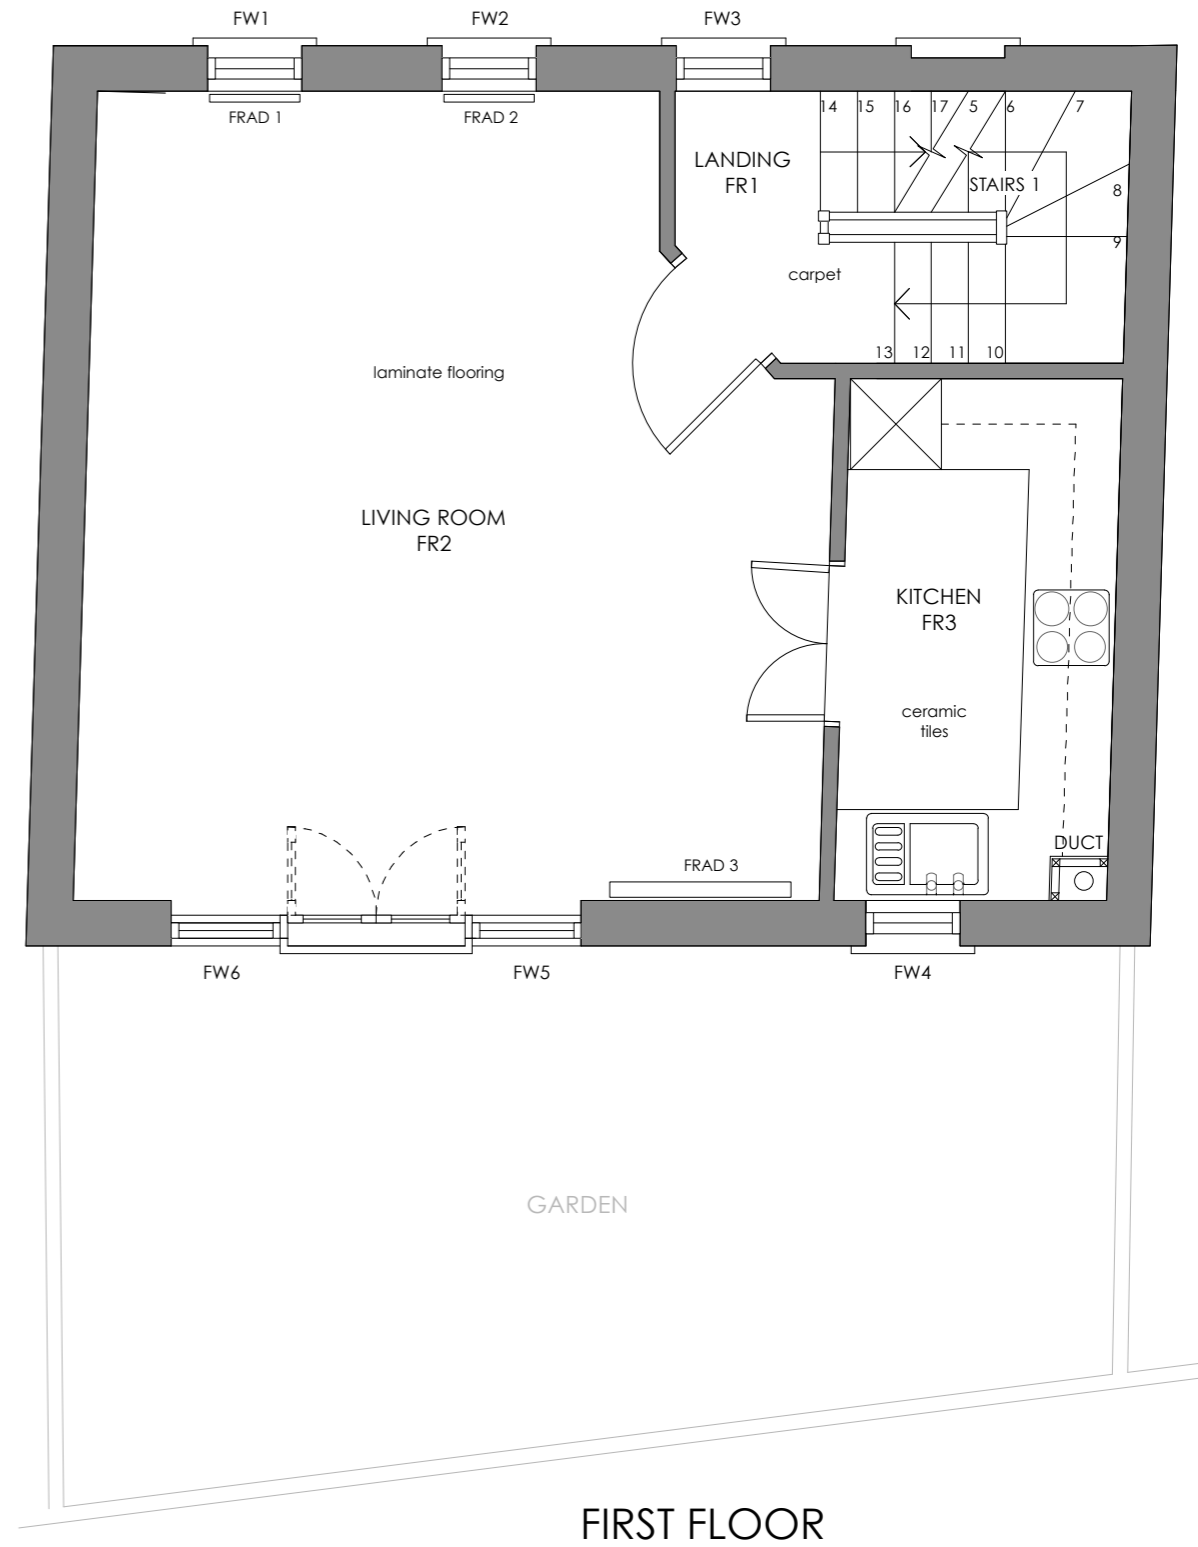 FW1
FW2
FW3
FRAD 1
FRAD 2
14
15
16
17
5
6
7
LANDING
FR1
STAIRS 1
8
9
carpet
13
12
11
10
laminate flooring
LIVING ROOM
FR2
KITCHEN
FR3
ceramic
tiles
DUCT
FRAD 3
FW6
FW5
FW4
GARDEN
FIRST FLOOR